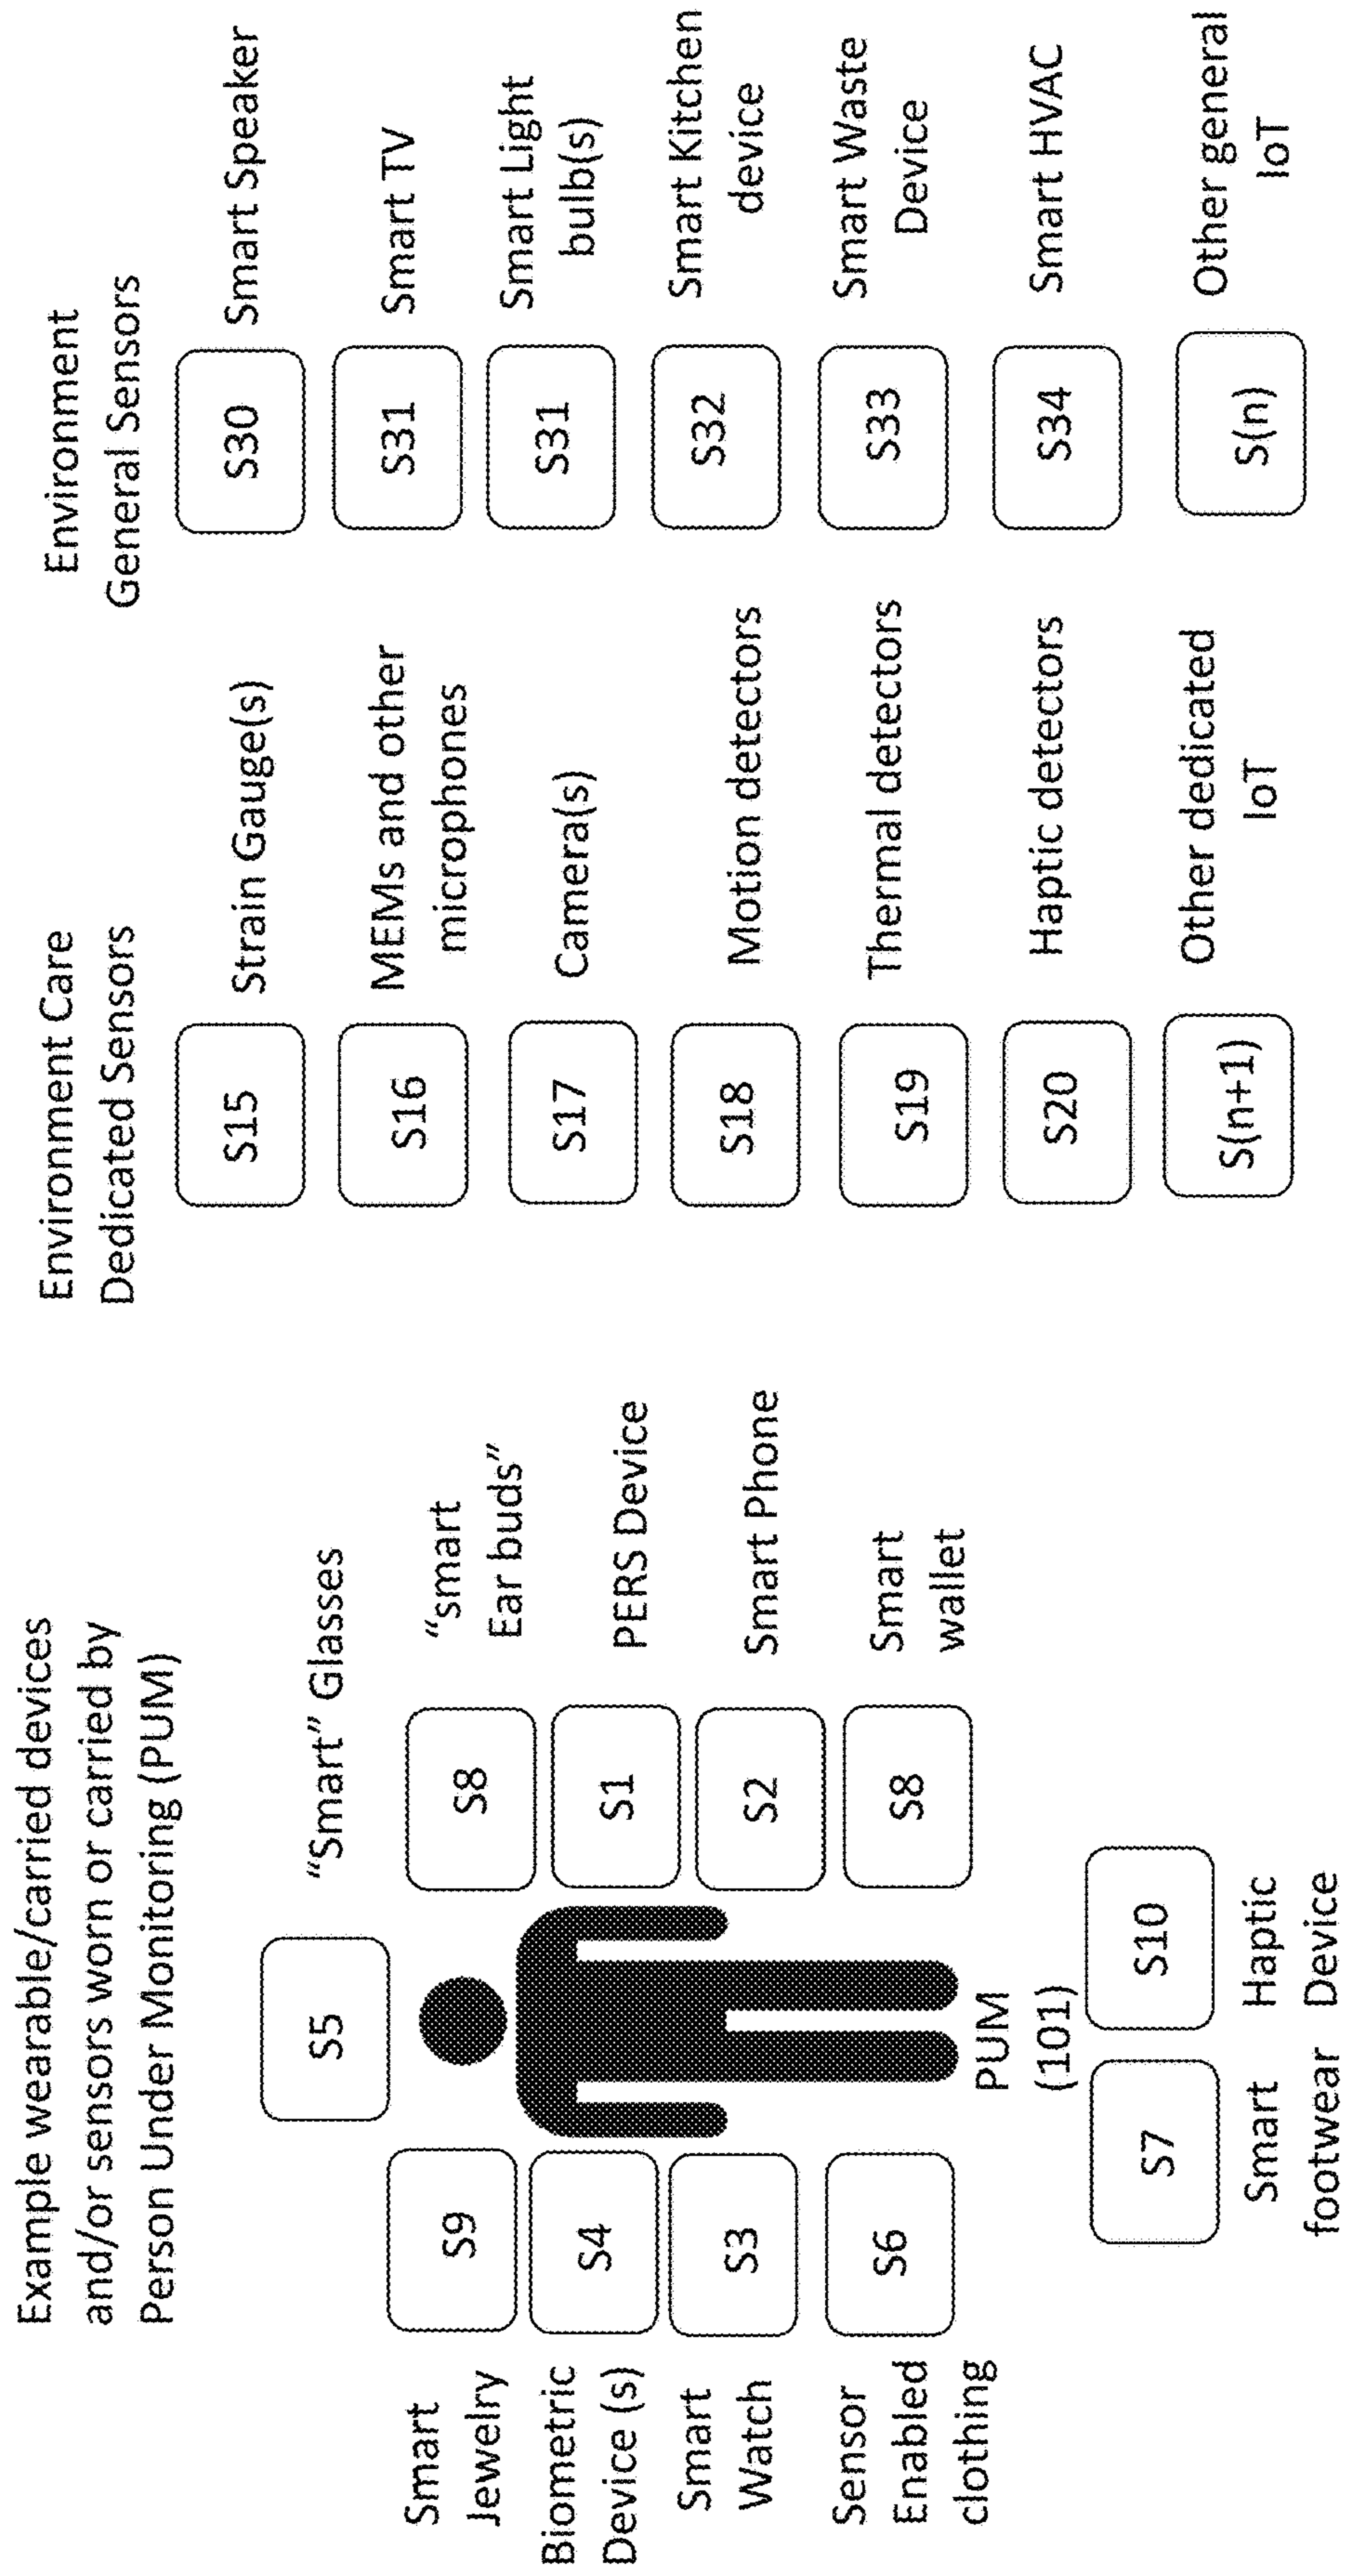 Example wearable/carried devices
and/or sensors worn or carried by
Person Under Monitoring (PUM)
S5
“Smart” Glasses
Smart
Jewelry
S9
S8
“smart
Ear buds”
Biometric
Device (s)
S4
S1
PERS Device
Smart
Watch
S3
S2
Smart Phone
Sensor
Enabled
clothing
S6
S8
Smart
wallet
PUM
(101)
S7
S10
Smart
footwear
Haptic
Device
Environment Care
Dedicated Sensors
S15
Strain Gauge(s)
S16
MEMs and other
microphones
S17
Camera(s)
S18
Motion detectors
S19
Thermal detectors
S20
Haptic detectors
S(n+1)
Other dedicated
IoT
Environment
General Sensors
S30
Smart Speaker
S31
Smart TV
S31
Smart Light
bulb(s)
S32
Smart Kitchen
device
S33
Smart Waste
Device
S34
Smart HVAC
S(n)
Other general
IoT